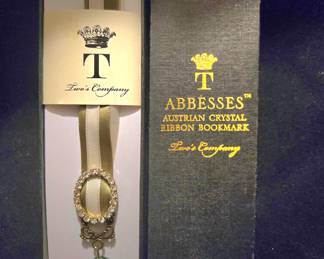 T
Two's Company
T
ABBESSES™
AUSTRIAN CRYSTAL
RIBBON BOOKMARK
Two's Company